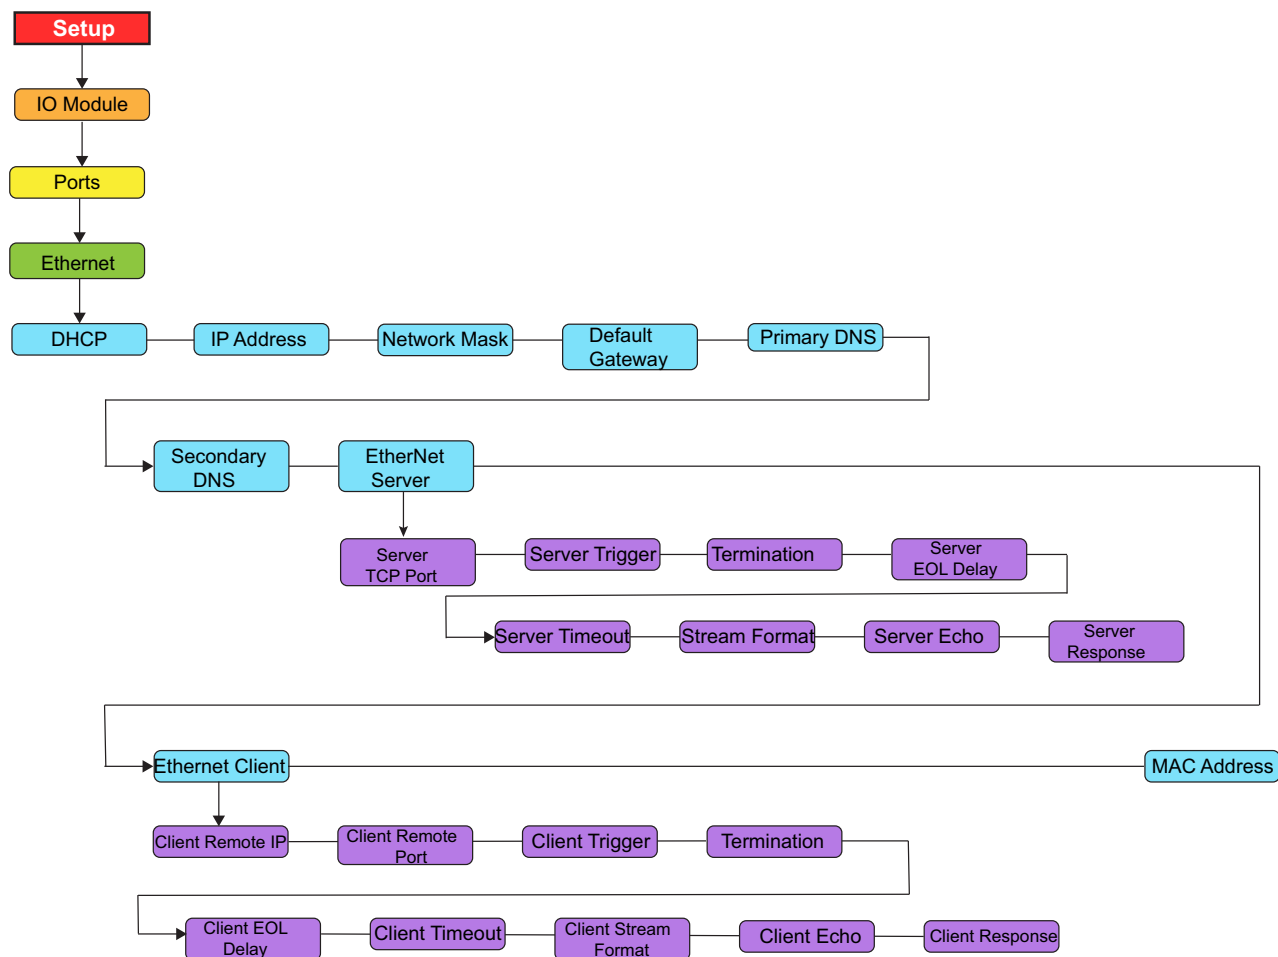 Setup
IO Module
Ports
Ethernet
DHCP
IP Address
Network Mask
Default
Gateway
Primary DNS
Secondary
DNS
EtherNet
Server
Server
TCP Port
Server Trigger
Termination
Server
EOL Delay
Server Timeout
Stream Format
Server Echo
Server
Response
Ethernet Client
MAC Address
Client Remote IP
Client Remote
Port
Client Trigger
Termination
Client EOL
Delay
Client Timeout
Client Stream
Format
Client Echo
Client Response